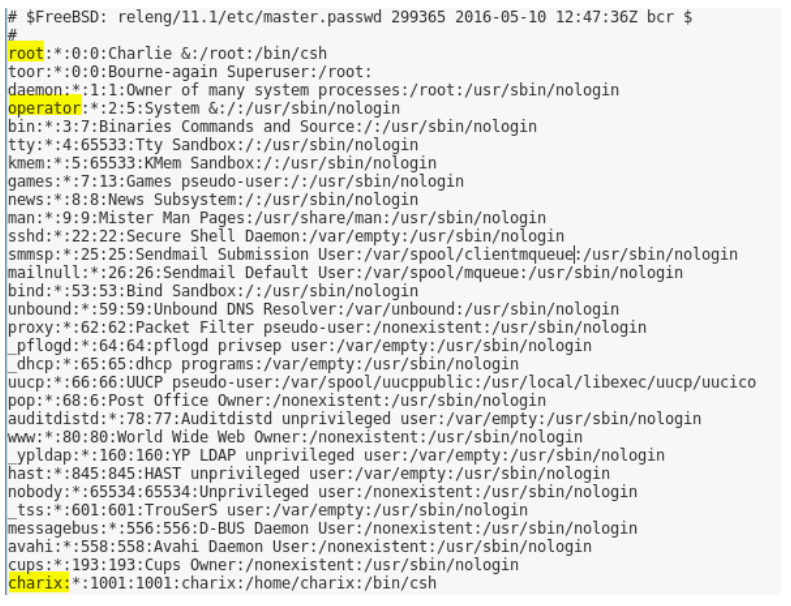 # $FreeBSD: releng/11.1/etc/master.passwd 299365 2016-05-10 12:47:36Z bcr $
#
root:*:0:0:Charlie &:/root:/bin/csh
toor:*:0:0:Bourne-again Superuser:/root:
daemon:*:1:1:Owner of many system processes:/root:/usr/sbin/nologin
operator:*:2:5:System &:/:/usr/sbin/nologin
bin:*:3:7:Binaries Commands and Source:/:/usr/sbin/nologin
tty:*:4:65533:Tty Sandbox:/:/usr/sbin/nologin
kmem:*:5:65533:KMem Sandbox:/:/usr/sbin/nologin
games:*:7:13:Games pseudo-user:/:/usr/sbin/nologin
news:*:8:8:News Subsystem:/:/usr/sbin/nologin
man:*:9:9:Mister Man Pages:/usr/share/man:/usr/sbin/nologin
sshd:*:22:22:Secure Shell Daemon:/var/empty:/usr/sbin/nologin
smmsp:*:25:25:Sendmail Submission User:/var/spool/clientmqueue:/usr/sbin/nologin
mailnull:*:26:26:Sendmail Default User:/var/spool/mqueue:/usr/sbin/nologin
bind:*:53:53:Bind Sandbox:/:/usr/sbin/nologin
unbound:*:59:59:Unbound DNS Resolver:/var/unbound:/usr/sbin/nologin
proxy:*:62:62:Packet Filter pseudo-user:/nonexistent:/usr/sbin/nologin
_pflogd:*:64:64:pflogd privsep user:/var/empty:/usr/sbin/nologin
_dhcp:*:65:65:dhcp programs:/var/empty:/usr/sbin/nologin
uucp:*:66:66:UUCP pseudo-user:/var/spool/uucppublic:/usr/local/libexec/uucp/uucico
pop:*:68:6:Post Office Owner:/nonexistent:/usr/sbin/nologin
auditdistd:*:78:77:Auditdistd unprivileged user:/var/empty:/usr/sbin/nologin
www:*:80:80:World Wide Web Owner:/nonexistent:/usr/sbin/nologin
_ypldap:*:160:160:YP LDAP unprivileged user:/var/empty:/usr/sbin/nologin
hast:*:845:845:HAST unprivileged user:/var/empty:/usr/sbin/nologin
nobody:*:65534:65534:Unprivileged user:/nonexistent:/usr/sbin/nologin
_tss:*:601:601:TrouSerS user:/var/empty:/usr/sbin/nologin
messagebus:*:556:556:D-BUS Daemon User:/nonexistent:/usr/sbin/nologin
avahi:*:558:558:Avahi Daemon User:/nonexistent:/usr/sbin/nologin
cups:*:193:193:Cups Owner:/nonexistent:/usr/sbin/nologin
charix:*:1001:1001:charix:/home/charix:/bin/csh